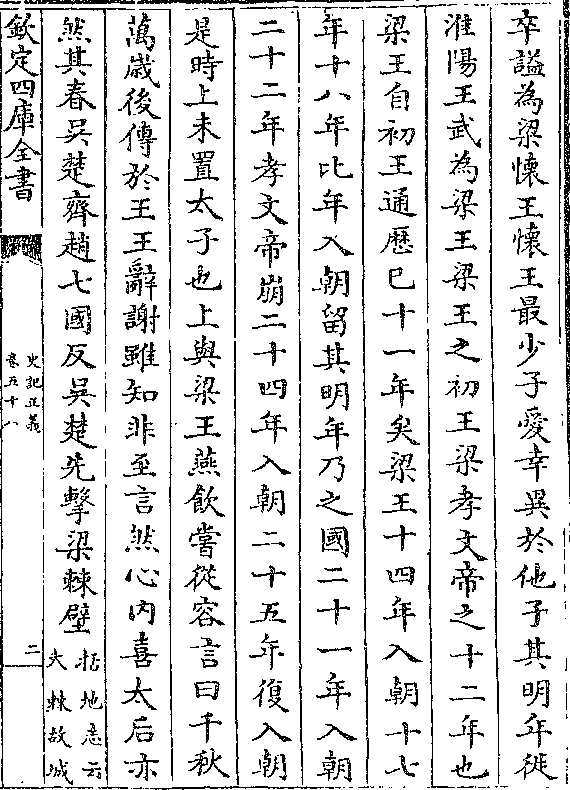 卒諡為梁懷王懷王最少子愛幸異於他子其明年徙
淮陽王武為梁王梁王之初王梁孝文帝之十二年也
梁王自初王通歴已十一年矣梁王十四年入朝十七
年十八年比年入朝留其明年乃之國二十一年入朝
二十二年孝文帝崩二十四年入朝二十五年復入朝
是時上未置太子也上與梁王燕飲嘗從容言曰千秋
萬嵗後傳於王王辭謝雖知非至言然心内喜太后亦
然其春吳楚齊趙七國反吳楚先擊梁棘壁括地志云
大棘故城
欽定四庫全書
史記正義
卷五十八
二